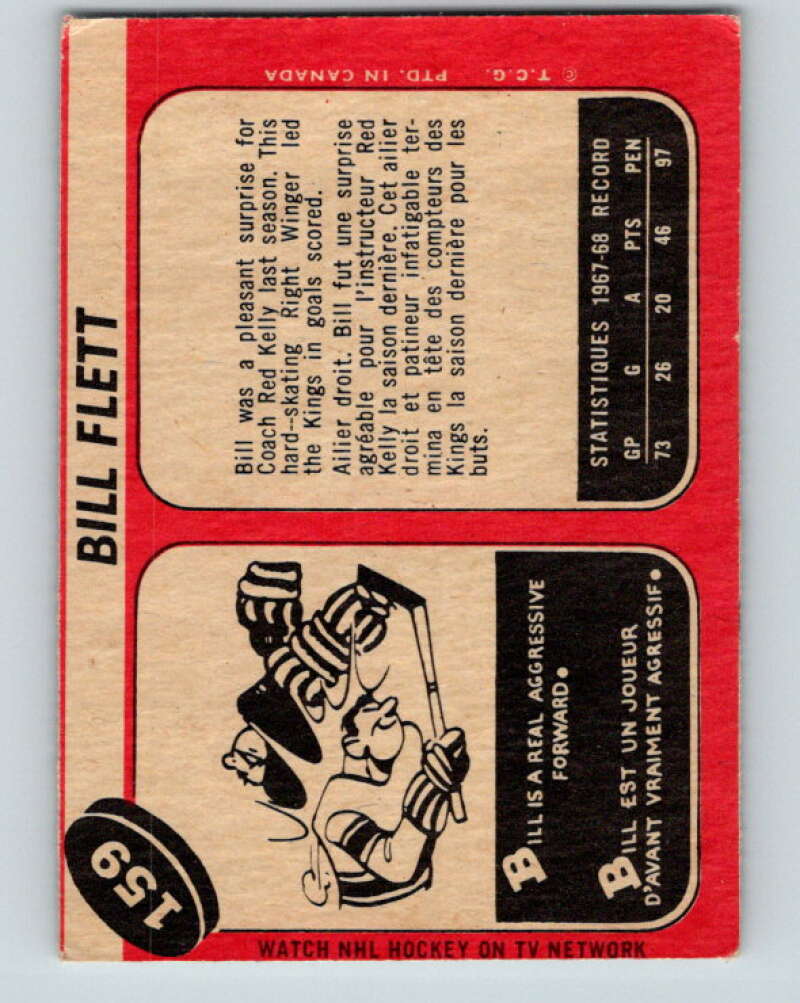 159
BILL FLETT
WATCH NHL HOCKEY ON TV NETWORK
BILL IS A REAL AGGRESSIVE
FORWARD.
BILL EST UN JOUEUR
D'AVANT VRAIMENT AGRESSIF.
Bill was a pleasant surprise for
Coach Red Kelly last season. This
hard--skating Right Winger led
the Kings in goals scored.
Ailier droit. Bill fut une surprise
agréable pour l'instructeur Red
Kelly la saison dernière. Cet ailier
droit et patineur infatigable ter-
mina en tête des compteurs des
Kings la saison dernière pour les
buts.
STATISTIQUES 1967-68 RECORD
GP G A PTS PEN
73 26 20 46 97
© T.C.G. PTD. IN CANADA